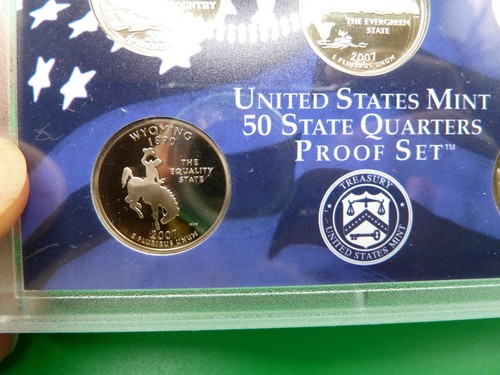 COUNTRY
THE EVERGREEN
STATE
2007
E PLURIBUS UNUM
UNITED STATES MINT
50 STATE QUARTERS
PROOF SET™
WYOMING
1890
THE
EQUALITY
STATE
2007
E PLURIBUS UNUM
TREASURY
UNITED STATES MINT